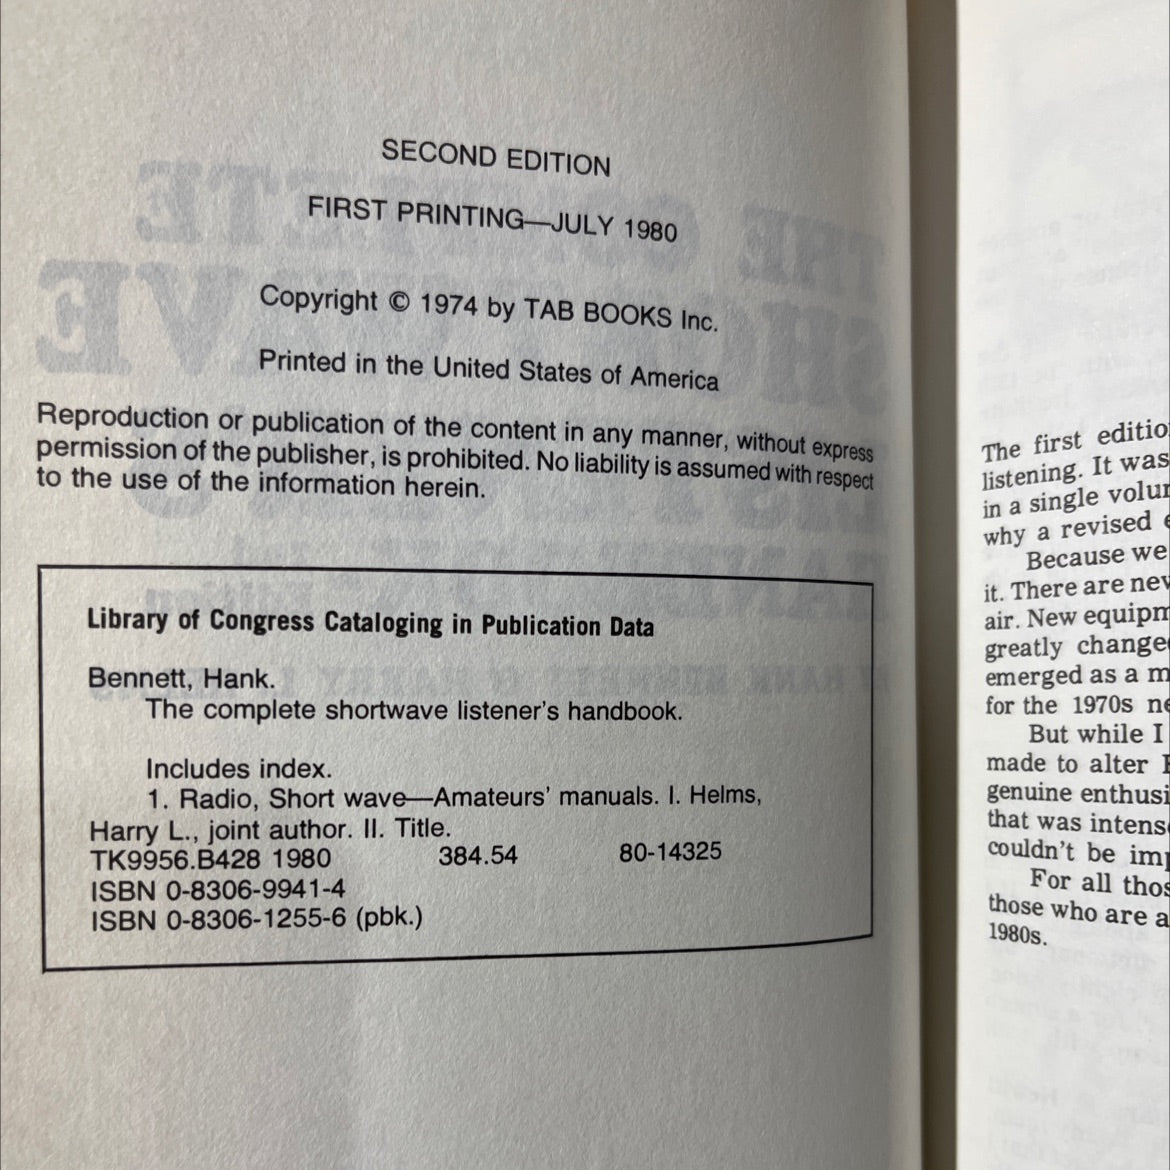 SECOND EDITION
FIRST PRINTING—JULY 1980
Copyright © 1974 by TAB BOOKS Inc.
Printed in the United States of America
Reproduction or publication of the content in any manner, without express
permission of the publisher, is prohibited. No liability is assumed with respect
to the use of the information herein.
Library of Congress Cataloging in Publication Data
Bennett, Hank.
The complete shortwave listener's handbook.
Includes index.
1. Radio, Short wave—Amateurs' manuals. I. Helms,
Harry L., joint author. II. Title.
TK9956.B428 1980 384.54 80-14325
ISBN 0-8306-9941-4
ISBN 0-8306-1255-6 (pbk.)
The first editio
listening. It was
in a single volu
why a revised
Because we
it. There are nev
air. New equipm
greatly change
emerged as a m
for the 1970s ne
But while I
made to alter
genuine enthusi
that was intens
couldn't be imp
For all thos
those who are a
1980s.